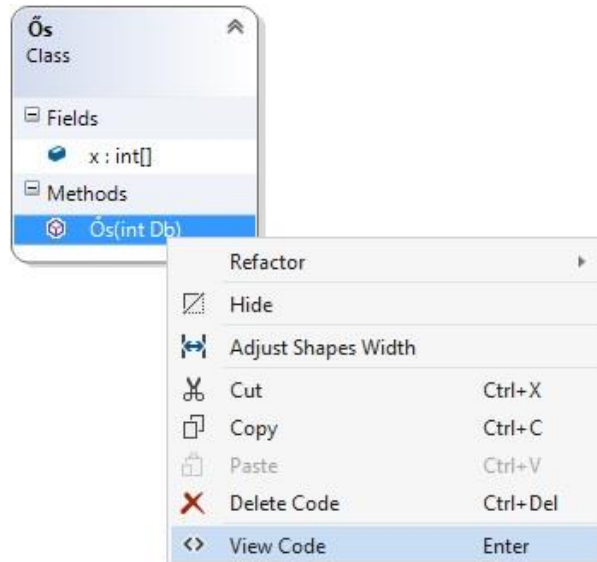 Ős
Class
Fields
x : int[]
Methods
Ős(int Db)
Refactor
Hide
Adjust Shapes Width
Cut Ctrl+X
Copy Ctrl+C
Paste Ctrl+V
Delete Code Ctrl+Del
View Code Enter